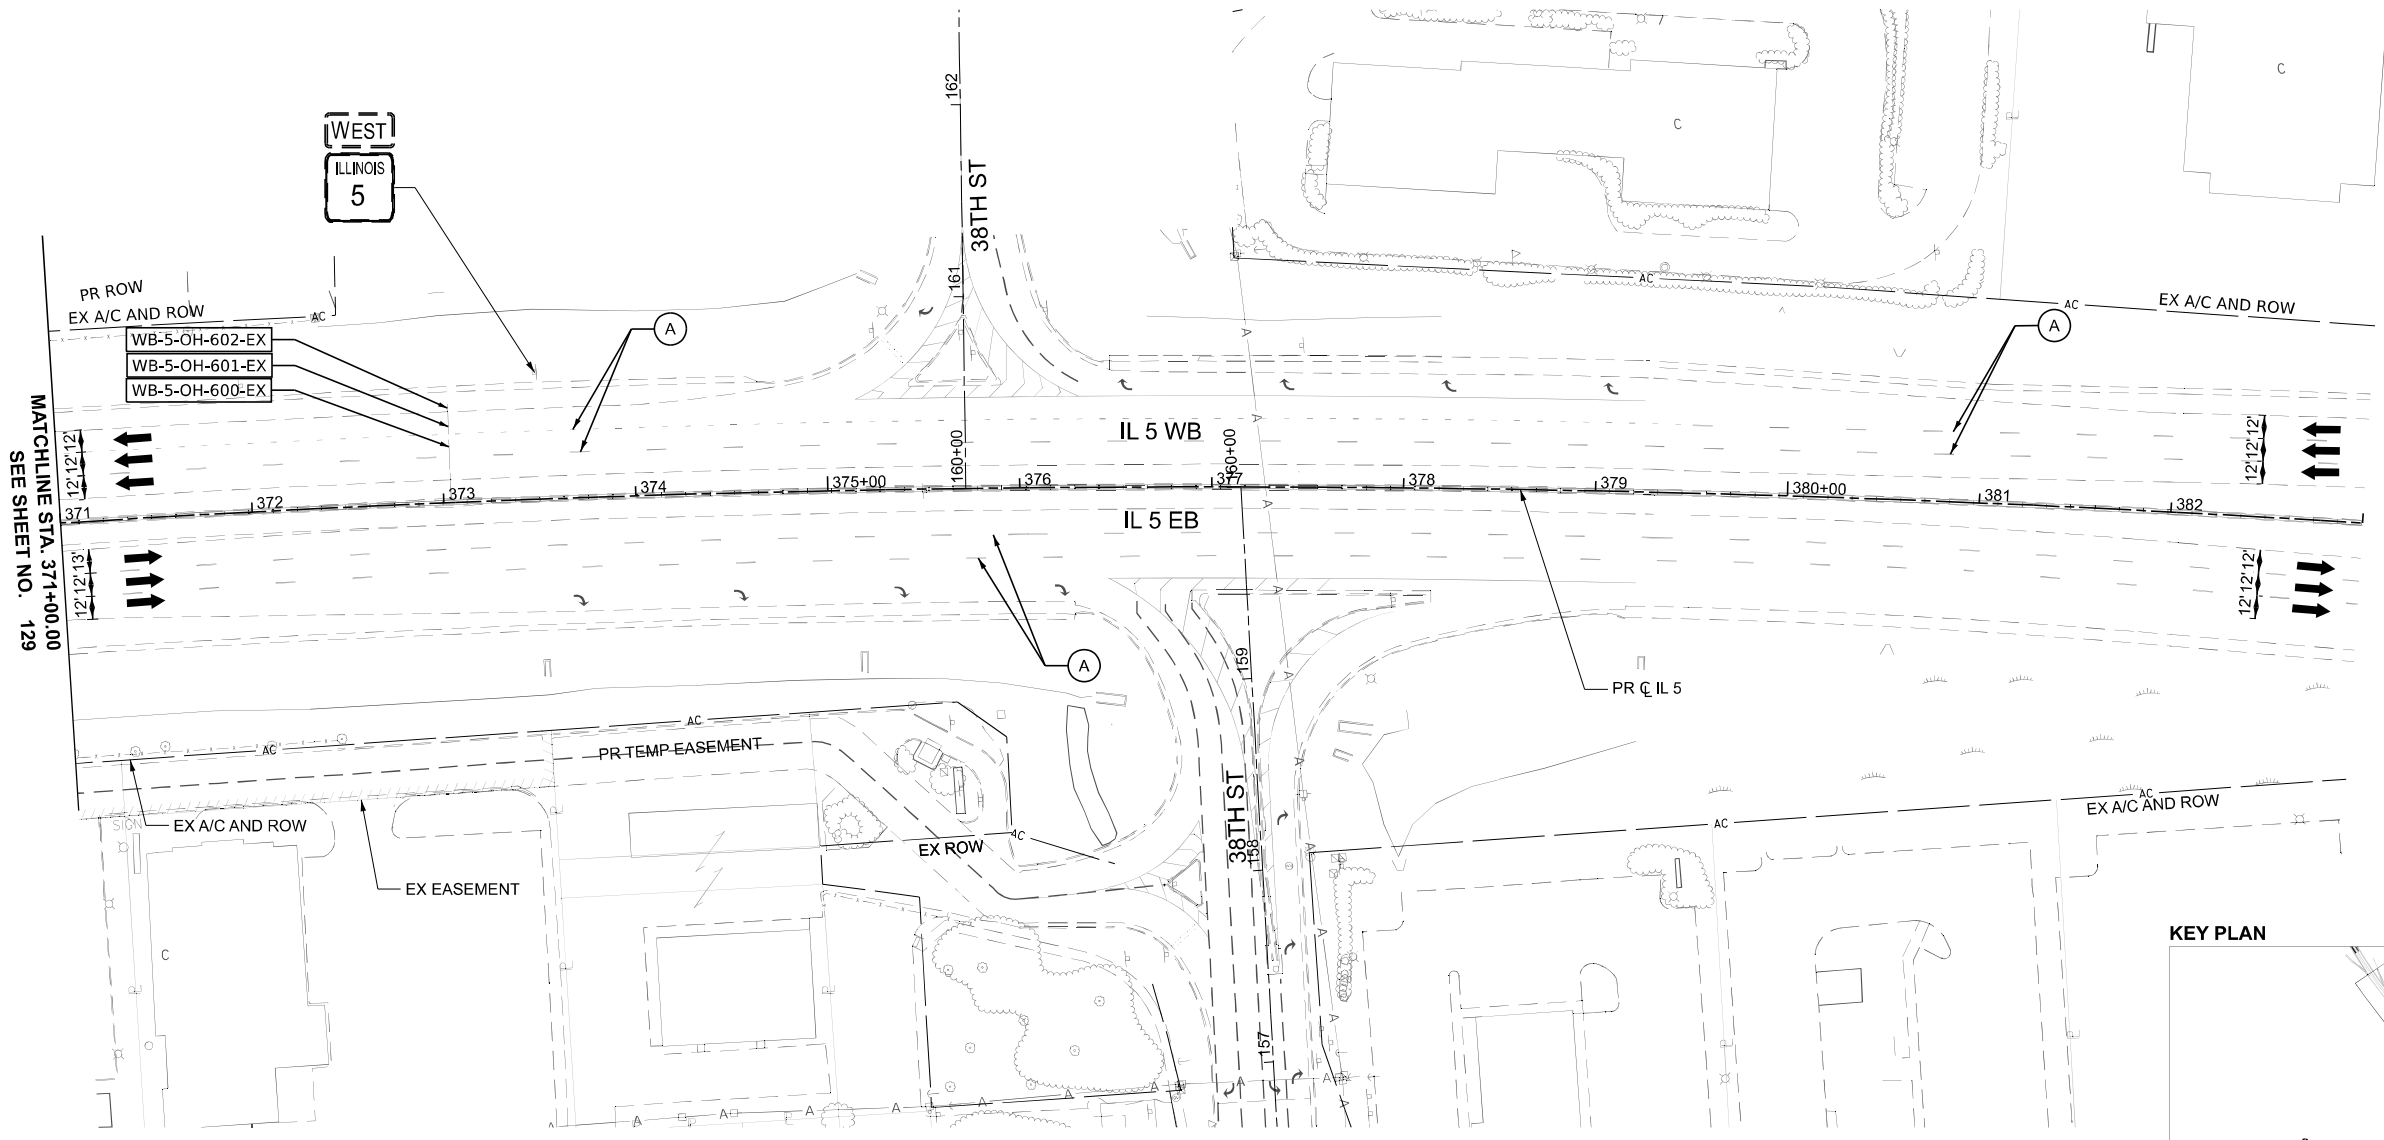 WEST
ILLINOIS
5
162
38TH ST
161
160+00
C
C
PR ROW
EX A/C AND ROW
AC
WB-5-OH-602-EX
WB-5-OH-601-EX
WB-5-OH-600-EX
A
AC
AC
EX A/C AND ROW
A
MATCHLINE STA. 371+00.00
SEE SHEET NO. 129
12'12'12'
12'12'13'
IL 5 WB
IL 5 EB
A
A
A
A
A
A
A
A
A
A
A
371
372
373
374
375+00
376
377
378
379
380+00
381
382
160+00
12'12'12'
12'12'12'
A
159
PR ℄ IL 5
38TH ST
158
157
AC
AC
PR TEMP EASEMENT
EX A/C AND ROW
SIGN
EX EASEMENT
EX ROW
AC
AC
AC
EX A/C AND ROW
C
A
A
A
A
A
A
A
A
A
KEY PLAN